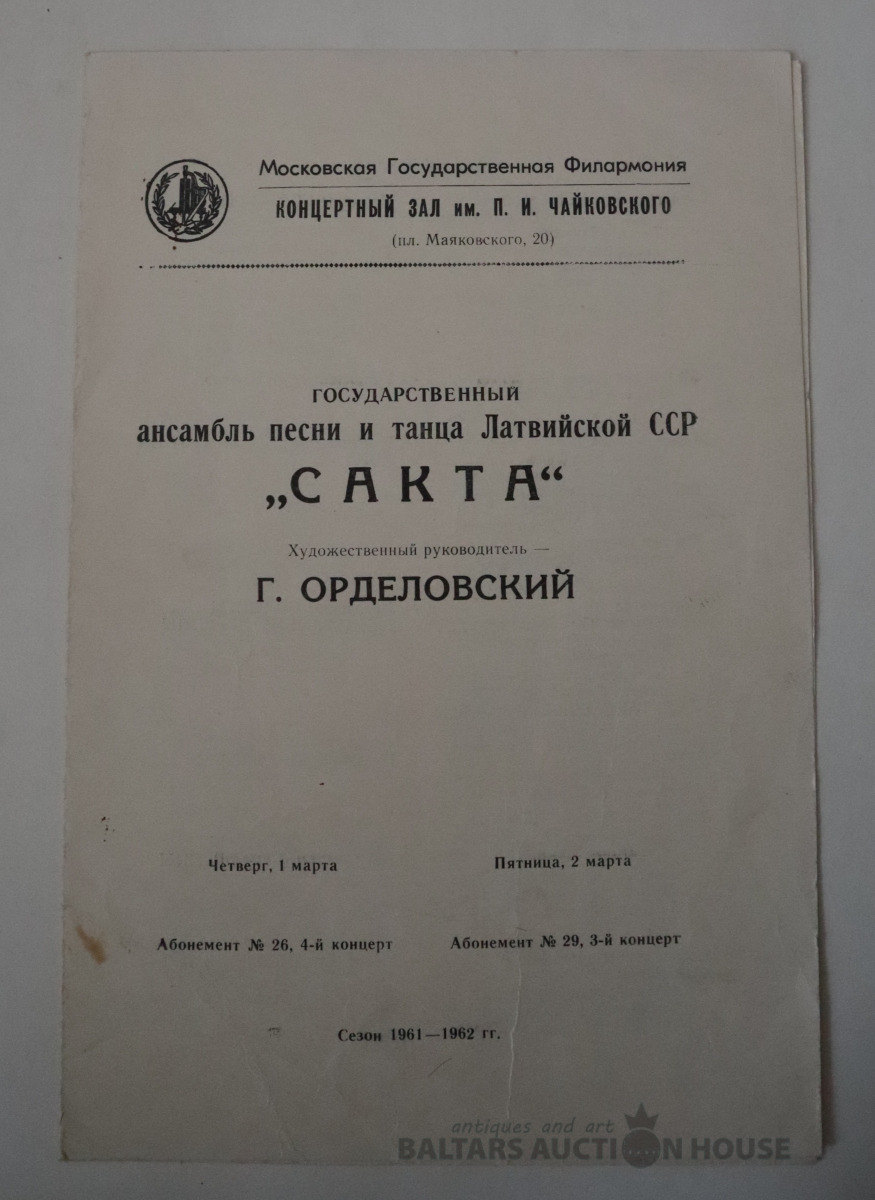 Московская Государственная Филармония
КОНЦЕРТНЫЙ ЗАЛ им. П. И. ЧАЙКОВСКОГО
(пл. Маяковского, 20)
ГОСУДАРСТВЕННЫЙ
ансамбль песни и танца Латвийской ССР
„САКТА“
Художественный руководитель —
Г. ОРДЕЛОВСКИЙ
Четверг, 1 марта
Пятница, 2 марта
Абонемент № 26, 4-й концерт
Абонемент № 29, 3-й концерт
Сезон 1961—1962 гг.
antiques and art
BALTARS AUCTION HOUSE